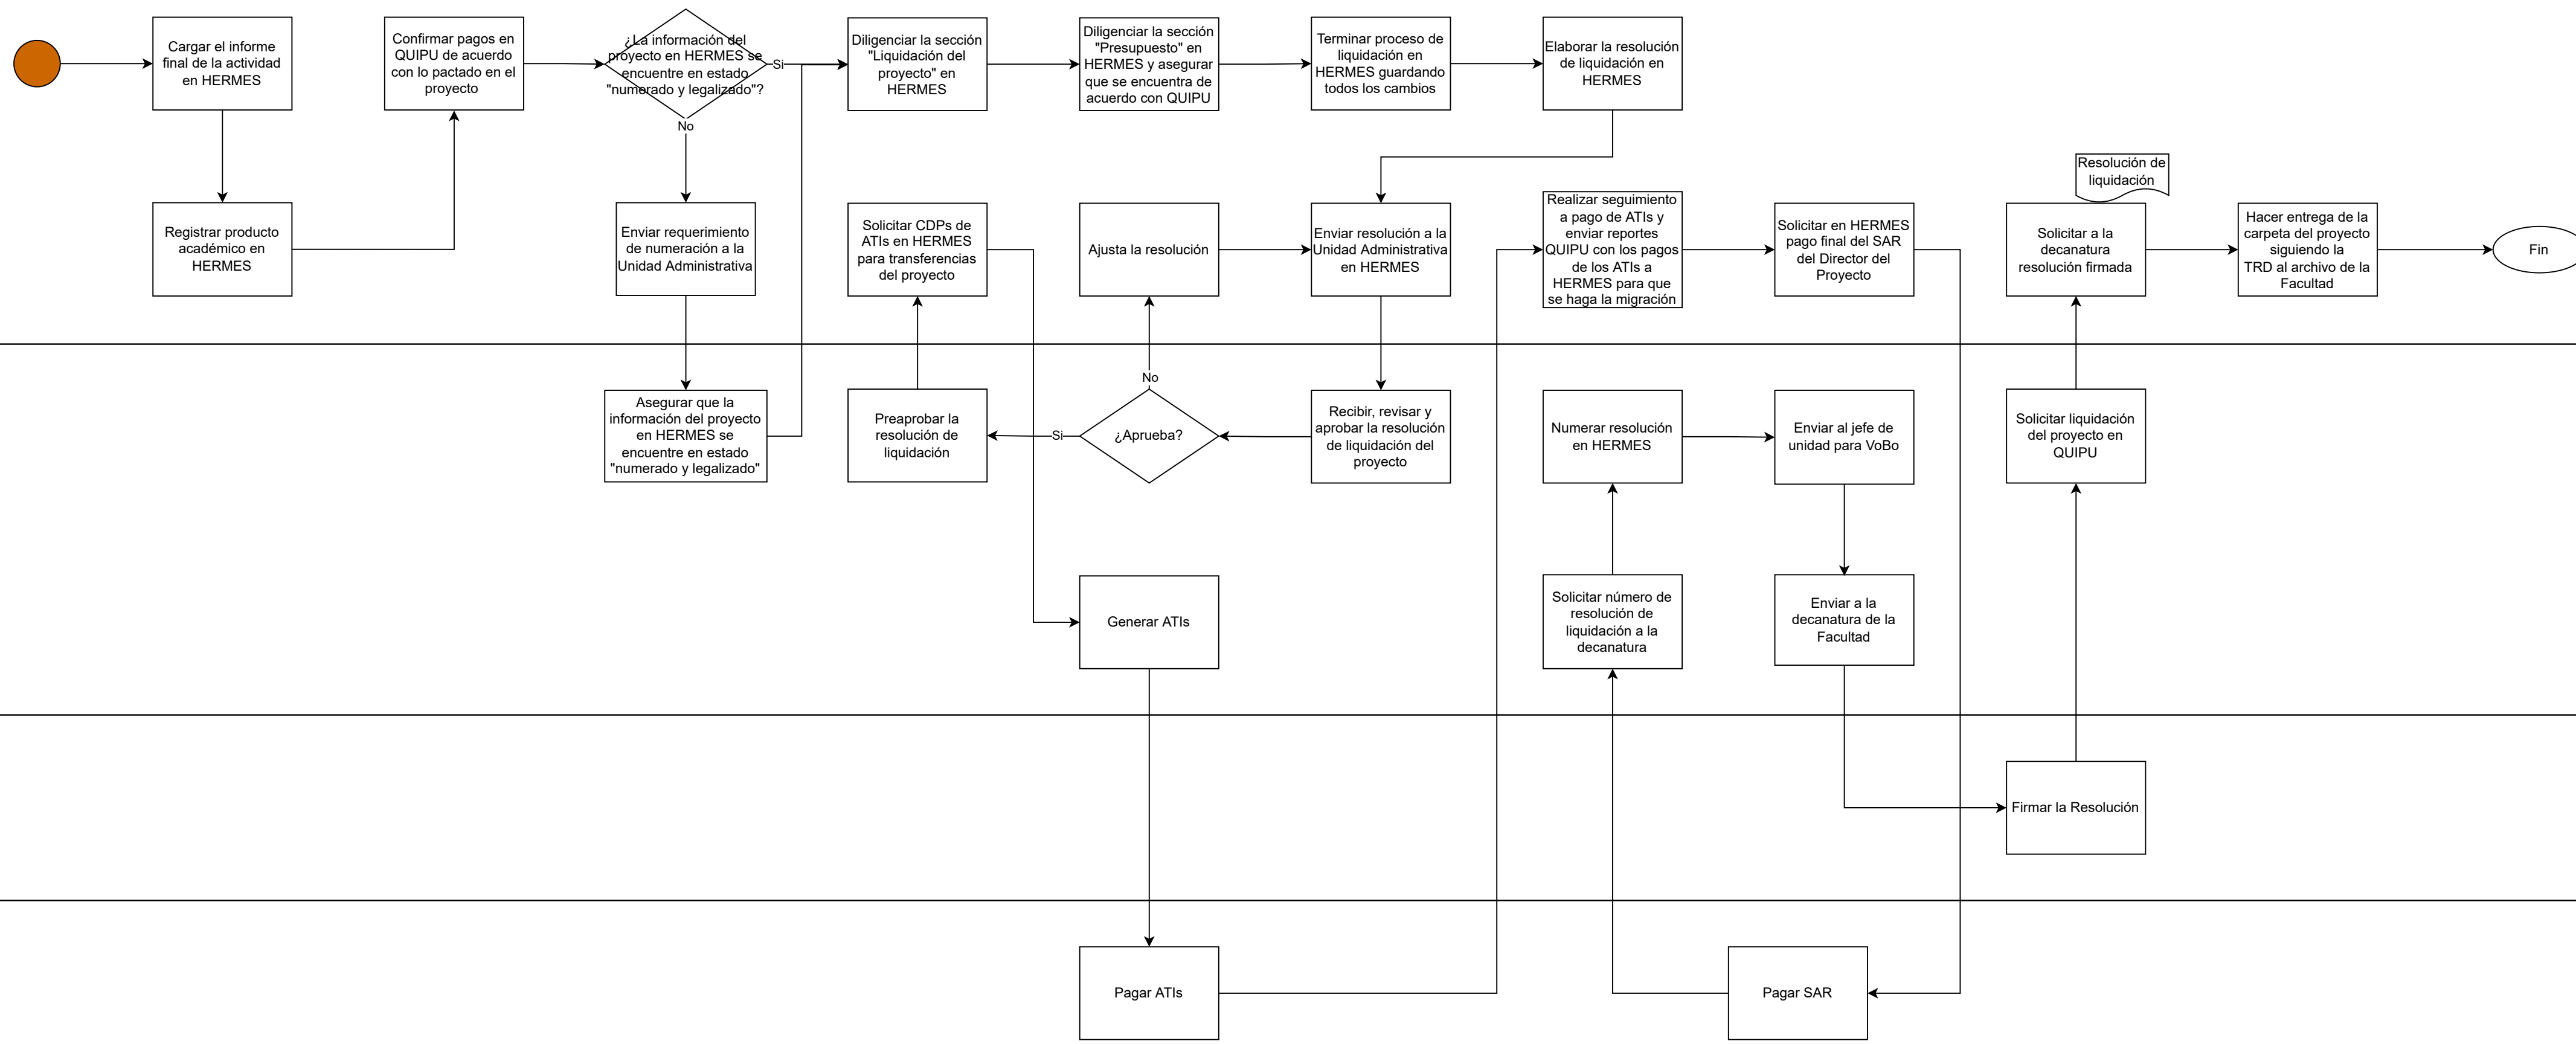 Cargar el informe
final de la actividad
en HERMES
Confirmar pagos en
QUIPU de acuerdo
con lo pactado en el
proyecto
¿La información del
proyecto en HERMES se
encuentre en estado
"numerado y legalizado"?
Si
No
Diligenciar la sección
"Liquidación del
proyecto" en
HERMES
Diligenciar la sección
"Presupuesto" en
HERMES y asegurar
que se encuentra de
acuerdo con QUIPU
Terminar proceso de
liquidación en
HERMES guardando
todos los cambios
Elaborar la resolución
de liquidación en
HERMES
Registrar producto
académico en
HERMES
Enviar requerimiento
de numeración a la
Unidad Administrativa
Solicitar CDPs de
ATIs en HERMES
para transferencias
del proyecto
Ajusta la resolución
Enviar resolución a la
Unidad Administrativa
en HERMES
Realizar seguimiento
a pago de ATIs y
enviar reportes
QUIPU con los pagos
de los ATIs a
HERMES para que
se haga la migración
Solicitar en HERMES
pago final del SAR
del Director del
Proyecto
Resolución de
liquidación
Solicitar a la
decanatura
resolución firmada
Hacer entrega de la
carpeta del proyecto
siguiendo la
TRD al archivo de la
Facultad
Fin
Asegurar que la
información del proyecto
en HERMES se
encuentre en estado
"numerado y legalizado"
Preaprobar la
resolución de
liquidación
Si
No
¿Aprueba?
Recibir, revisar y
aprobar la resolución
de liquidación del
proyecto
Numerar resolución
en HERMES
Enviar al jefe de
unidad para VoBo
Solicitar liquidación
del proyecto en
QUIPU
Generar ATIs
Solicitar número de
resolución de
liquidación a la
decanatura
Enviar a la
decanatura de la
Facultad
Firmar la Resolución
Pagar ATIs
Pagar SAR